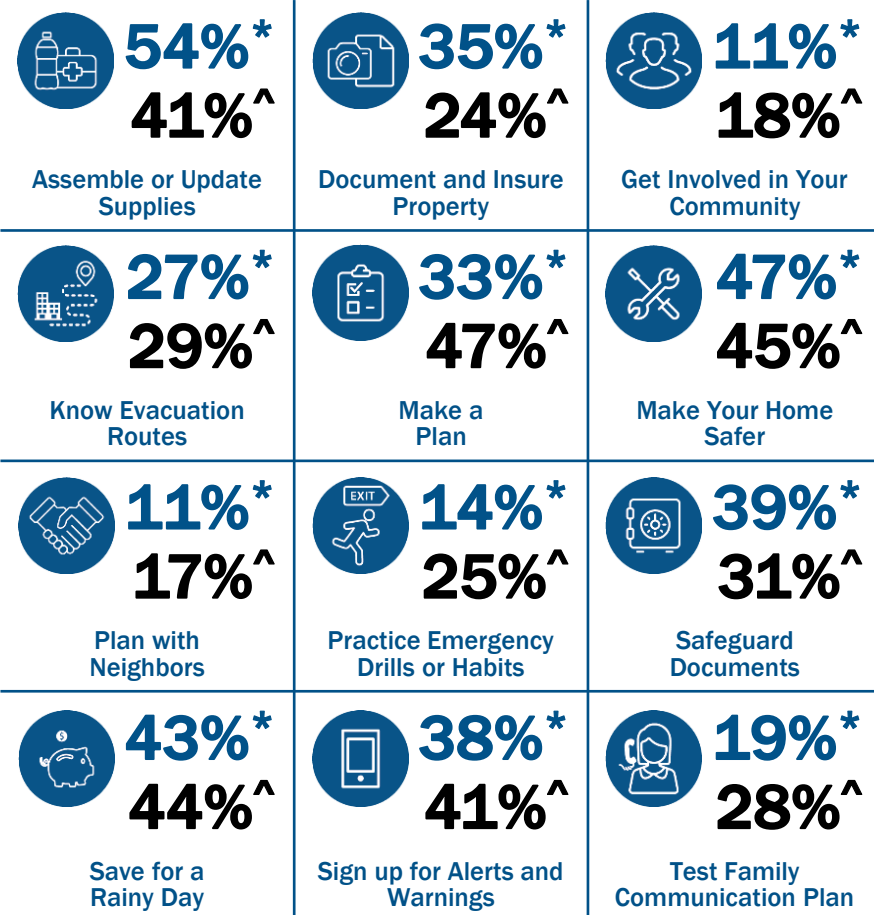 54%*
41%^
Assemble or Update
Supplies
35%*
24%^
Document and Insure
Property
11%*
18%^
Get Involved in Your
Community
27%*
29%^
Know Evacuation
Routes
33%*
47%^
Make a
Plan
47%*
45%^
Make Your Home
Safer
11%*
17%^
Plan with
Neighbors
EXIT
14%*
25%^
Practice Emergency
Drills or Habits
39%*
31%^
Safeguard
Documents
$
43%*
44%^
Save for a
Rainy Day
38%*
41%^
Sign up for Alerts and
Warnings
19%*
28%^
Test Family
Communication Plan